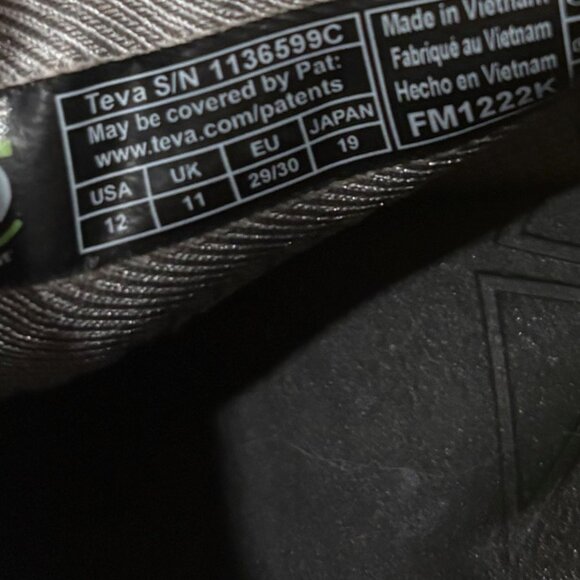 Teva S/N 1136599C
May be covered by Pat:
www.teva.com/patents
USA UK EU JAPAN
12 11 29/30 19
Made in Vietnam
Fabriqué au Vietnam
Hecho en Vietnam
FM1222K